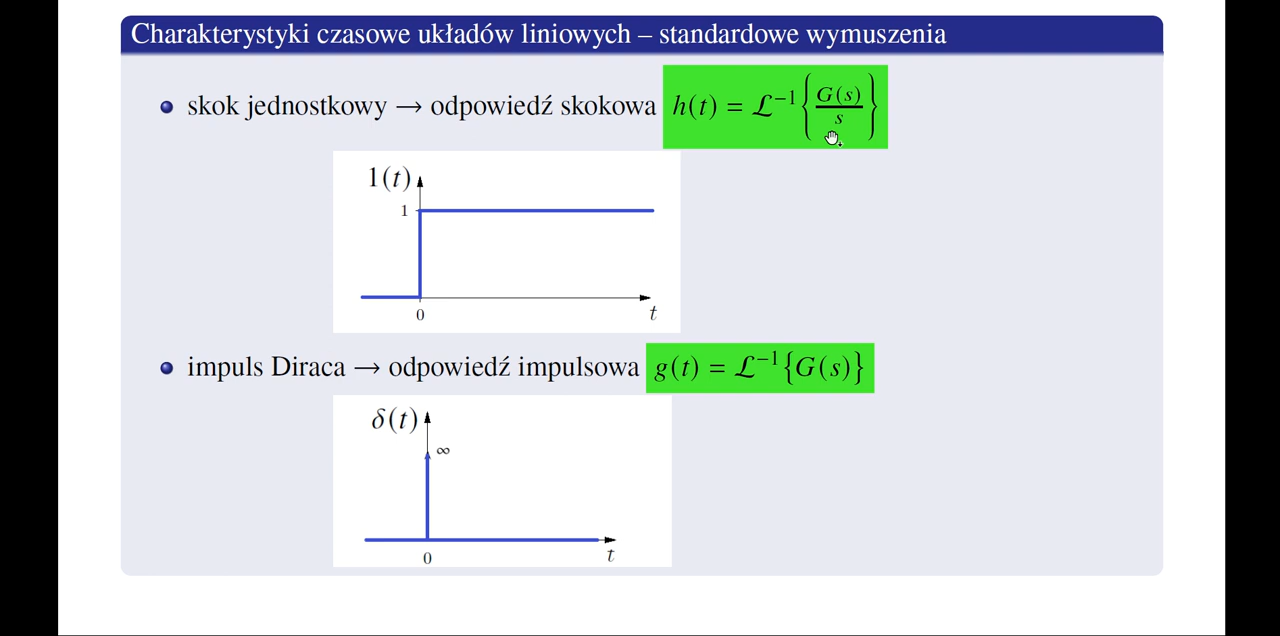 Charakterystyki czasowe układów liniowych – standardowe wymuszenia
skok jednostkowy → odpowiedź skokowa h(t) = ℒ⁻¹{G(s)/s}
1(t)
1
0
t
impuls Diraca → odpowiedź impulsowa g(t) = ℒ⁻¹{G(s)}
δ(t)
∞
0
t